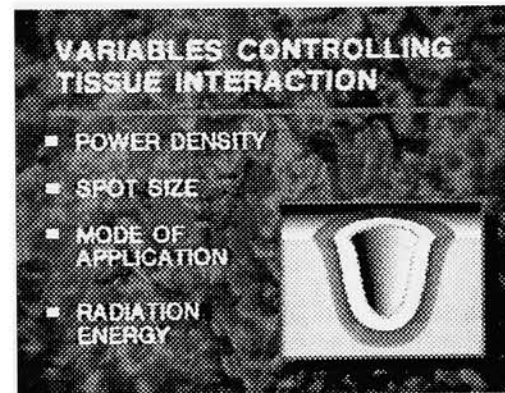 VARIABLES CONTROLLING
TISSUE INTERACTION
POWER DENSITY
SPOT SIZE
MODE OF
APPLICATION
RADIATION
ENERGY